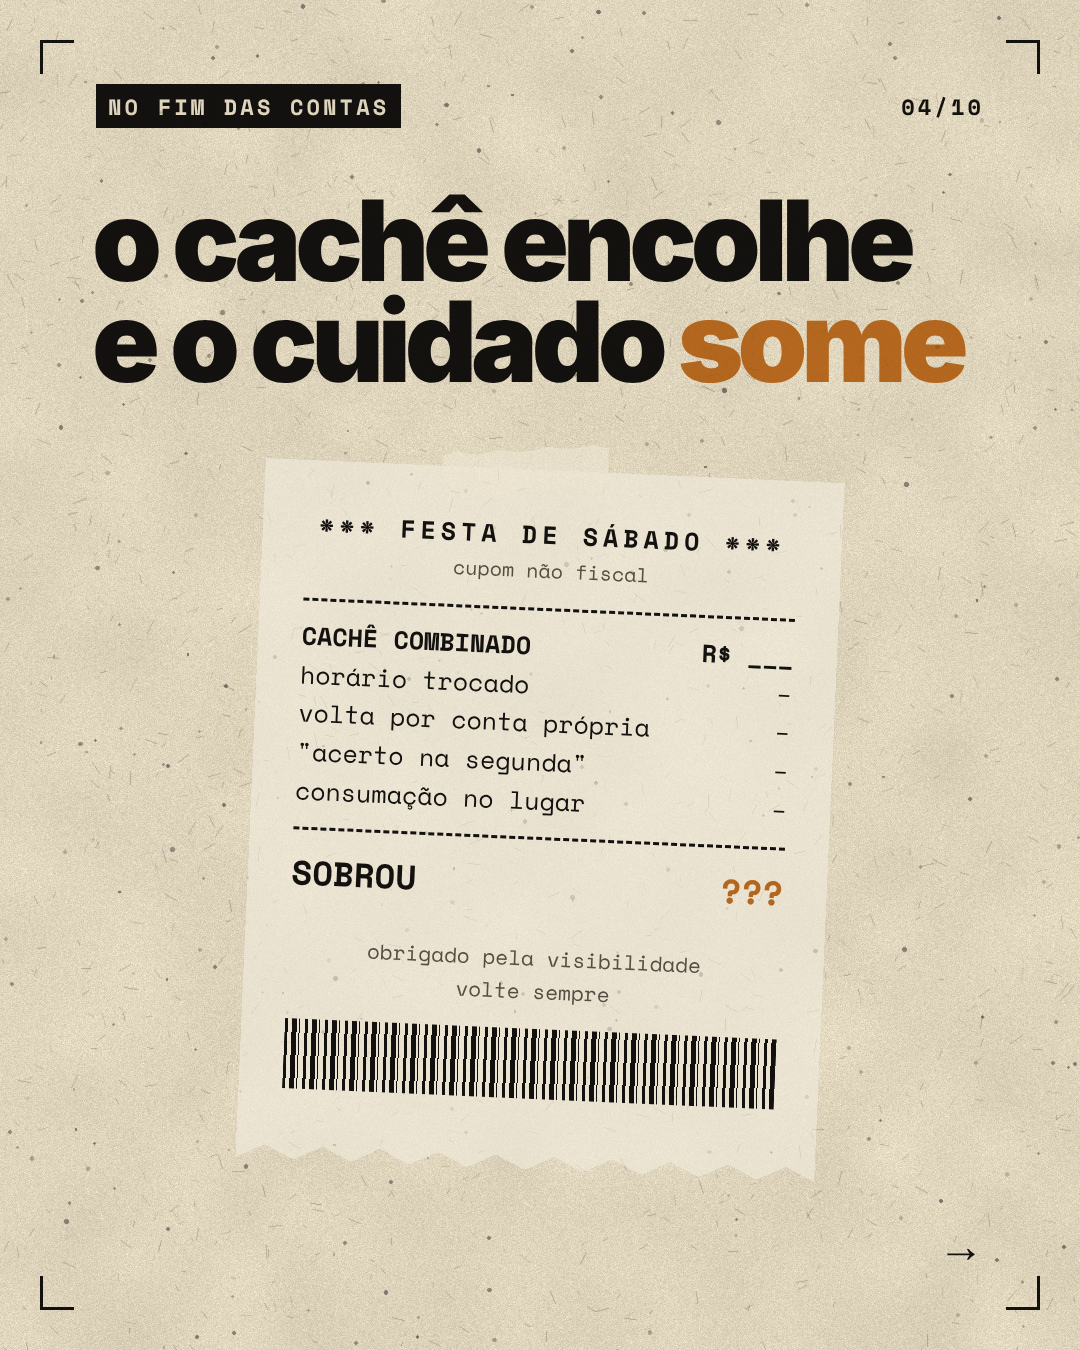 NO FIM DAS CONTAS
04/10
o cachê encolhe
e o cuidado some
*** FESTA DE SÁBADO ***
cupom não fiscal
CACHÊ COMBINADO R$ ___
horário trocado –
volta por conta própria –
"acerto na segunda" –
consumação no lugar –
SOBROU ???
obrigado pela visibilidade
volte sempre
→